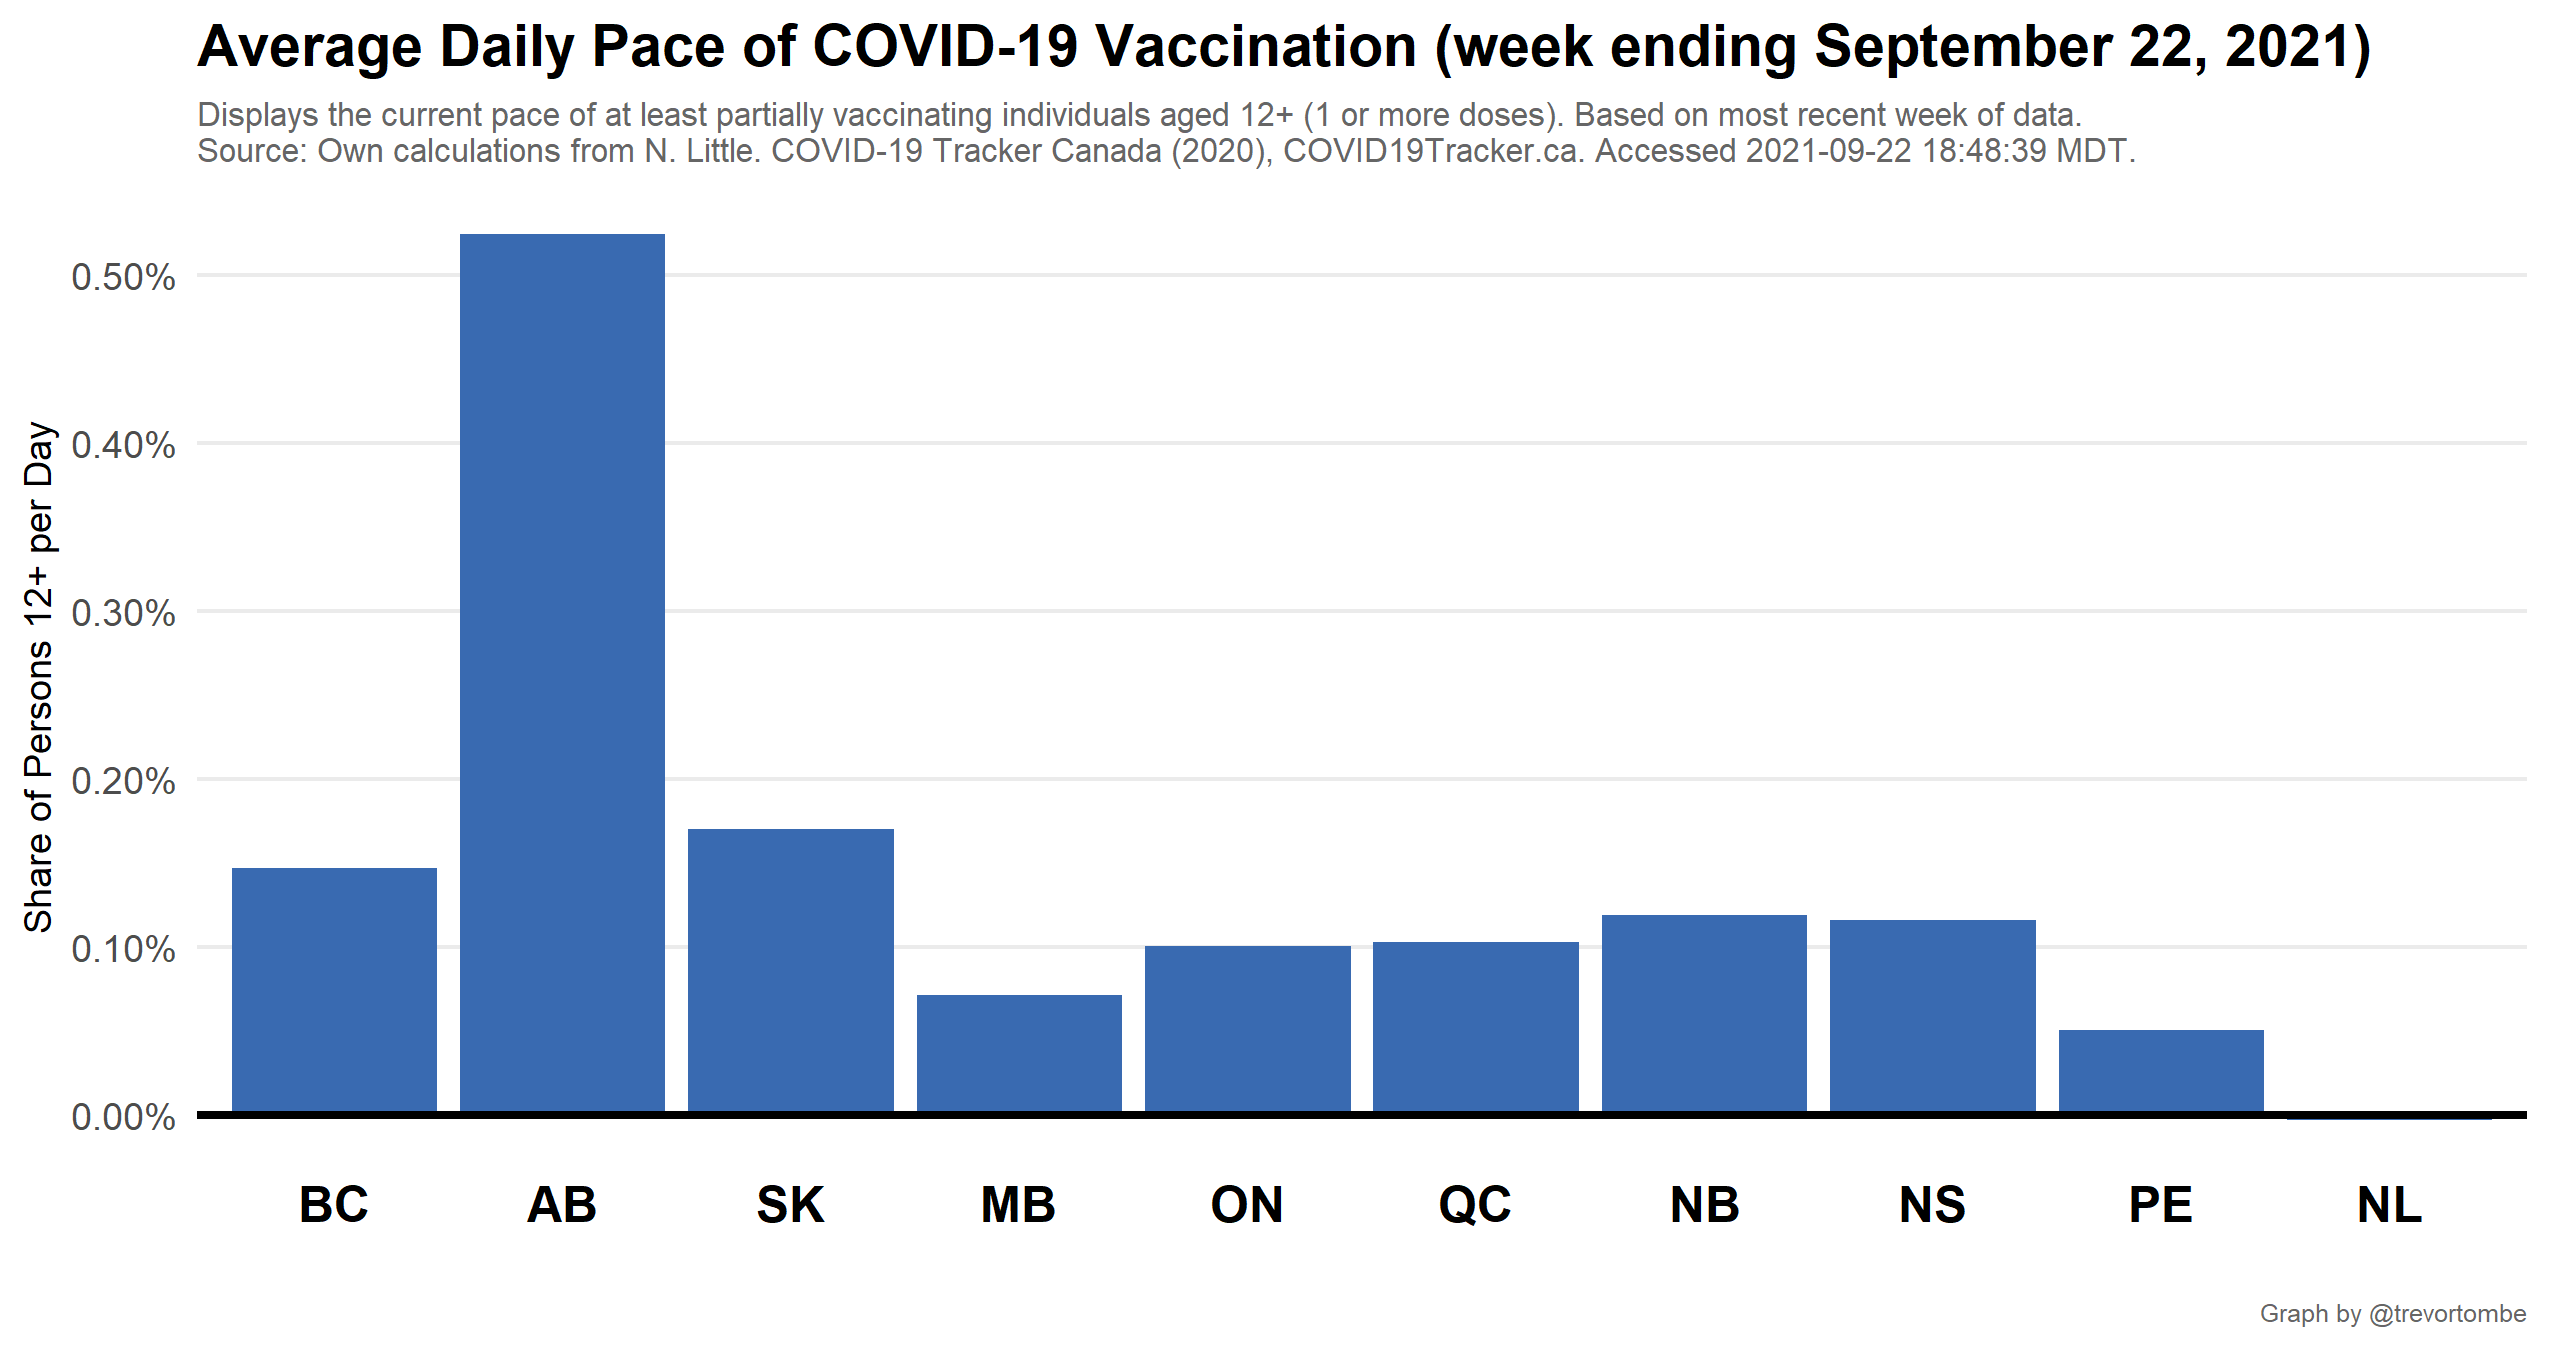 Average Daily Pace of COVID-19 Vaccination (week ending September 22, 2021)
Displays the current pace of at least partially vaccinating individuals aged 12+ (1 or more doses). Based on most recent week of data.
Source: Own calculations from N. Little. COVID-19 Tracker Canada (2020), COVID19Tracker.ca. Accessed 2021-09-22 18:48:39 MDT.
Share of Persons 12+ per Day
0.50%
0.40%
0.30%
0.20%
0.10%
0.00%
BC AB SK MB ON QC NB NS PE NL
Graph by @trevortombe